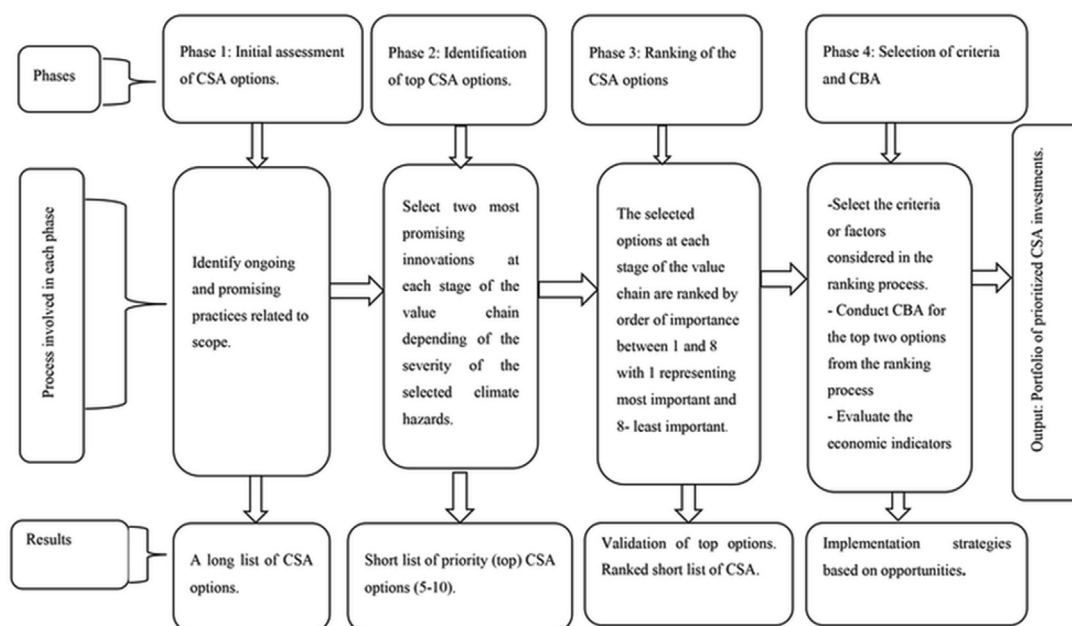 Phases
Phase 1: Initial assessment
of CSA options.
Phase 2: Identification
of top CSA options.
Phase 3: Ranking of the
CSA options
Phase 4: Selection of criteria
and CBA
Process involved in each phase
Identify ongoing
and promising
practices related to
scope.
Select two most
promising
innovations at
each stage of the
value chain
depending of the
severity of the
selected climate
hazards.
The selected
options at each
stage of the value
chain are ranked by
order of importance
between 1 and 8
with 1 representing
most important and
8- least important.
-Select the criteria
or factors
considered in the
ranking process.
- Conduct CBA for
the top two options
from the ranking
process
- Evaluate the
economic indicators
Output: Portfolio of prioritized CSA investments.
Results
A long list of CSA
options.
Short list of priority (top) CSA
options (5-10).
Validation of top options.
Ranked short list of CSA.
Implementation strategies
based on opportunities.